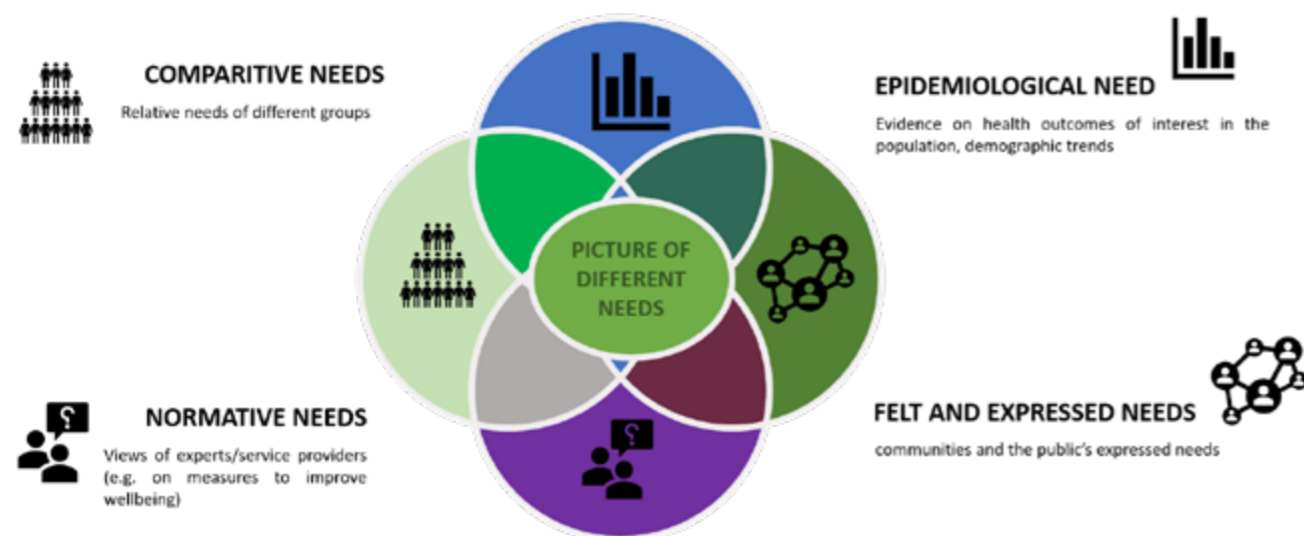 COMPARITIVE NEEDS
Relative needs of different groups
EPIDEMIOLOGICAL NEED
Evidence on health outcomes of interest in the
population, demographic trends
PICTURE OF
DIFFERENT
NEEDS
NORMATIVE NEEDS
Views of experts/service providers
(e.g. on measures to improve
wellbeing)
FELT AND EXPRESSED NEEDS
communities and the public's expressed needs